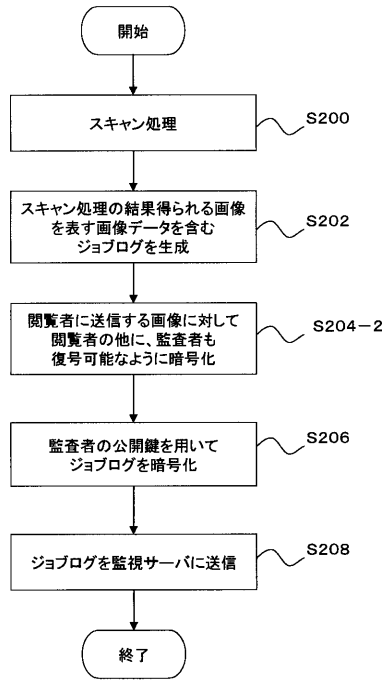 開始
スキャン処理
S200
スキャン処理の結果得られる画像
を表す画像データを含む
ジョブログを生成
S202
閲覧者に送信する画像に対して
閲覧者の他に、監査者も
復号可能なように暗号化
S204-2
監査者の公開鍵を用いて
ジョブログを暗号化
S206
ジョブログを監視サーバに送信
S208
終了